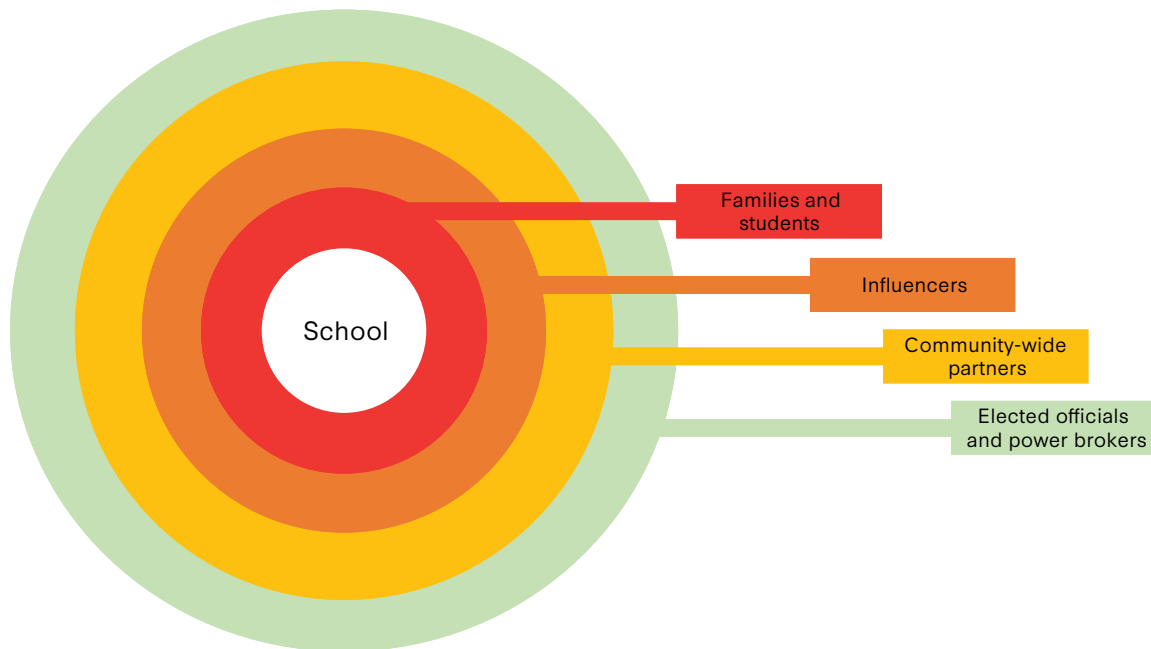 School
Families and
students
Influencers
Community-wide
partners
Elected officials
and power brokers